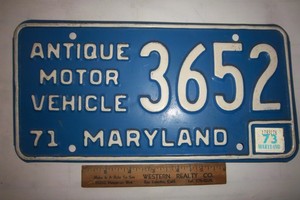 ANTIQUE
MOTOR
VEHICLE
3652
73
71 MARYLAND
WESTERN REALTY CO.